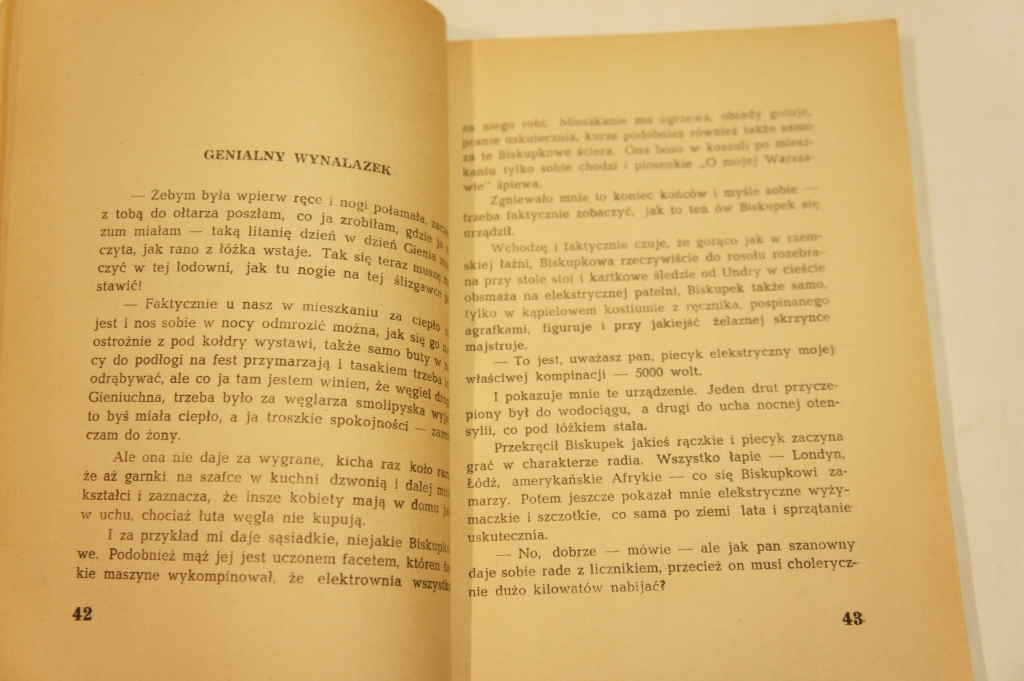 GENIALNY WYNALAZEK
— Żebym była wpierw ręce i nogi połamała,
z tobą do ołtarza poszłam, co ja zrobiłam, gdzie ja
zum miałam — taką litanię dzień w dzień Gienia
czyta, jak rano z łóżka wstaje. Tak się teraz muszę
czyć w tej lodowni, jak tu nogie na tej ślizgawce
stawić!
— Faktycznie u nasz w mieszkaniu za ciepło
jest i nos sobie w nocy odmrozić można, jak się go
ostrożnie z pod kołdry wystawi, także samo buty w
cy do podłogi na fest przymarzają i tasakiem trzeba
odrąbywać, ale co ja tam jestem winien, że węgiel
Gieniuchna, trzeba było za węglarza smolipyska
to byś miała ciepło, a ja troszkie spokojności —
czam do żony.
Ale ona nie daje za wygrane, kicha raz koło
że aż garnki na szafce w kuchni dzwonią i dalej
kształci i zaznacza, że insze kobiety mają w domu
w uchu, chociaż łuta węgla nie kupują.
I za przykład mi daje sąsiadkie, niejakie
we. Podobnież mąż jej jest uczonem facetem, któren
kie maszyne wykompinował, że elektrownia wszystko
42
za niego robi. Mieszkanie mu ogrzewa, obiady gotuje,
pranie uskutecznia, kurze podobnież również także samo
za te Biskupkowe ściera. Ona boso w koszuli po miesz-
kaniu tylko sobie chodzi i piosenkie „O mojej Warsza-
wie" śpiewa.
Zgniewało mnie to koniec końców i myśle sobie —
trzeba faktycznie zobaczyć, jak to ten ów Biskupek się
urządził.
Wchodzę i faktycznie czuje, że gorąco jak w rzem-
skiej łaźni, Biskupkowa rzeczywiście do rosołu rozebra-
na przy stole stoi i kartkowe śledzie od Undry w cieście
obsmaża na elekstrycznej patelni, Biskupek także samo,
tylko w kąpielowem kostiumie z ręcznika, pospinanego
agrafkami, figuruje i przy jakiejść żelaznej skrzynce
majstruje.
— To jest, uważasz pan, piecyk elekstryczny mojej
właściwej kompinacji — 5000 wolt.
I pokazuje mnie te urządzenie. Jeden drut przycze-
piony był do wodociągu, a drugi do ucha nocnej oten-
sylii, co pod łóżkiem stała.
Przekręcił Biskupek jakieś rączkie i piecyk zaczyna
grać w charakterze radia. Wszystko łapie — Londyn,
Łódź, amerykańskie Afrykie — co się Biskupkowi za-
marzy. Potem jeszcze pokazał mnie elekstryczne wyży-
maczkie i szczotkie, co sama po ziemi lata i sprzątanie
uskutecznia.
— No, dobrze — mówie — ale jak pan szanowny
daje sobie rade z licznikiem, przecież on musi cholerycz-
nie dużo kilowatów nabijać?
43